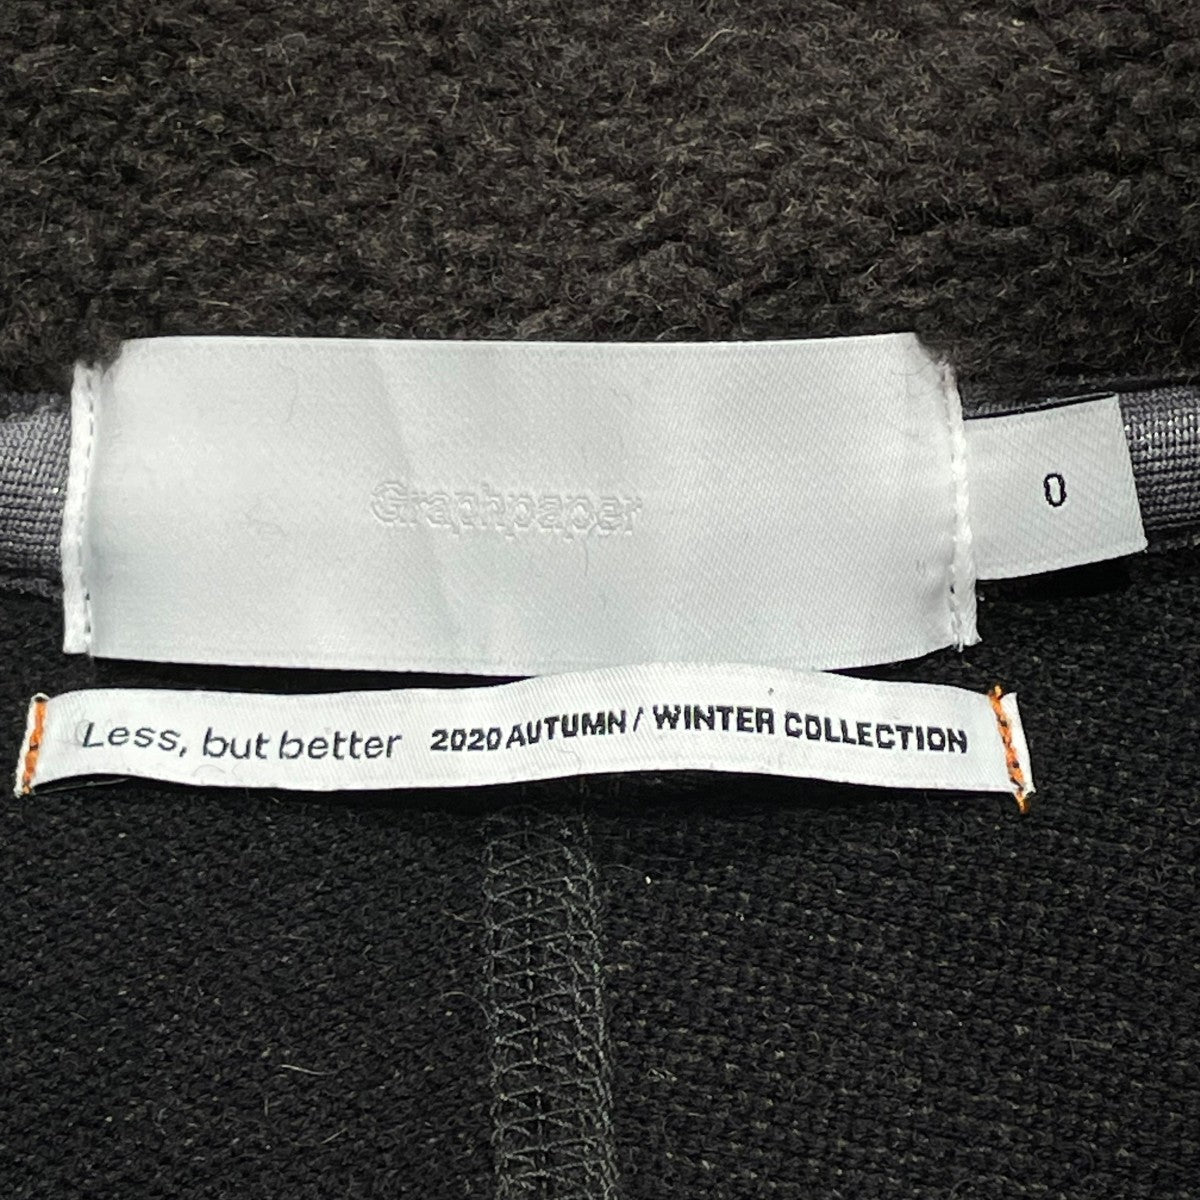 Graphpaper
0
Less, but better 2020 AUTUMN / WINTER COLLECTION